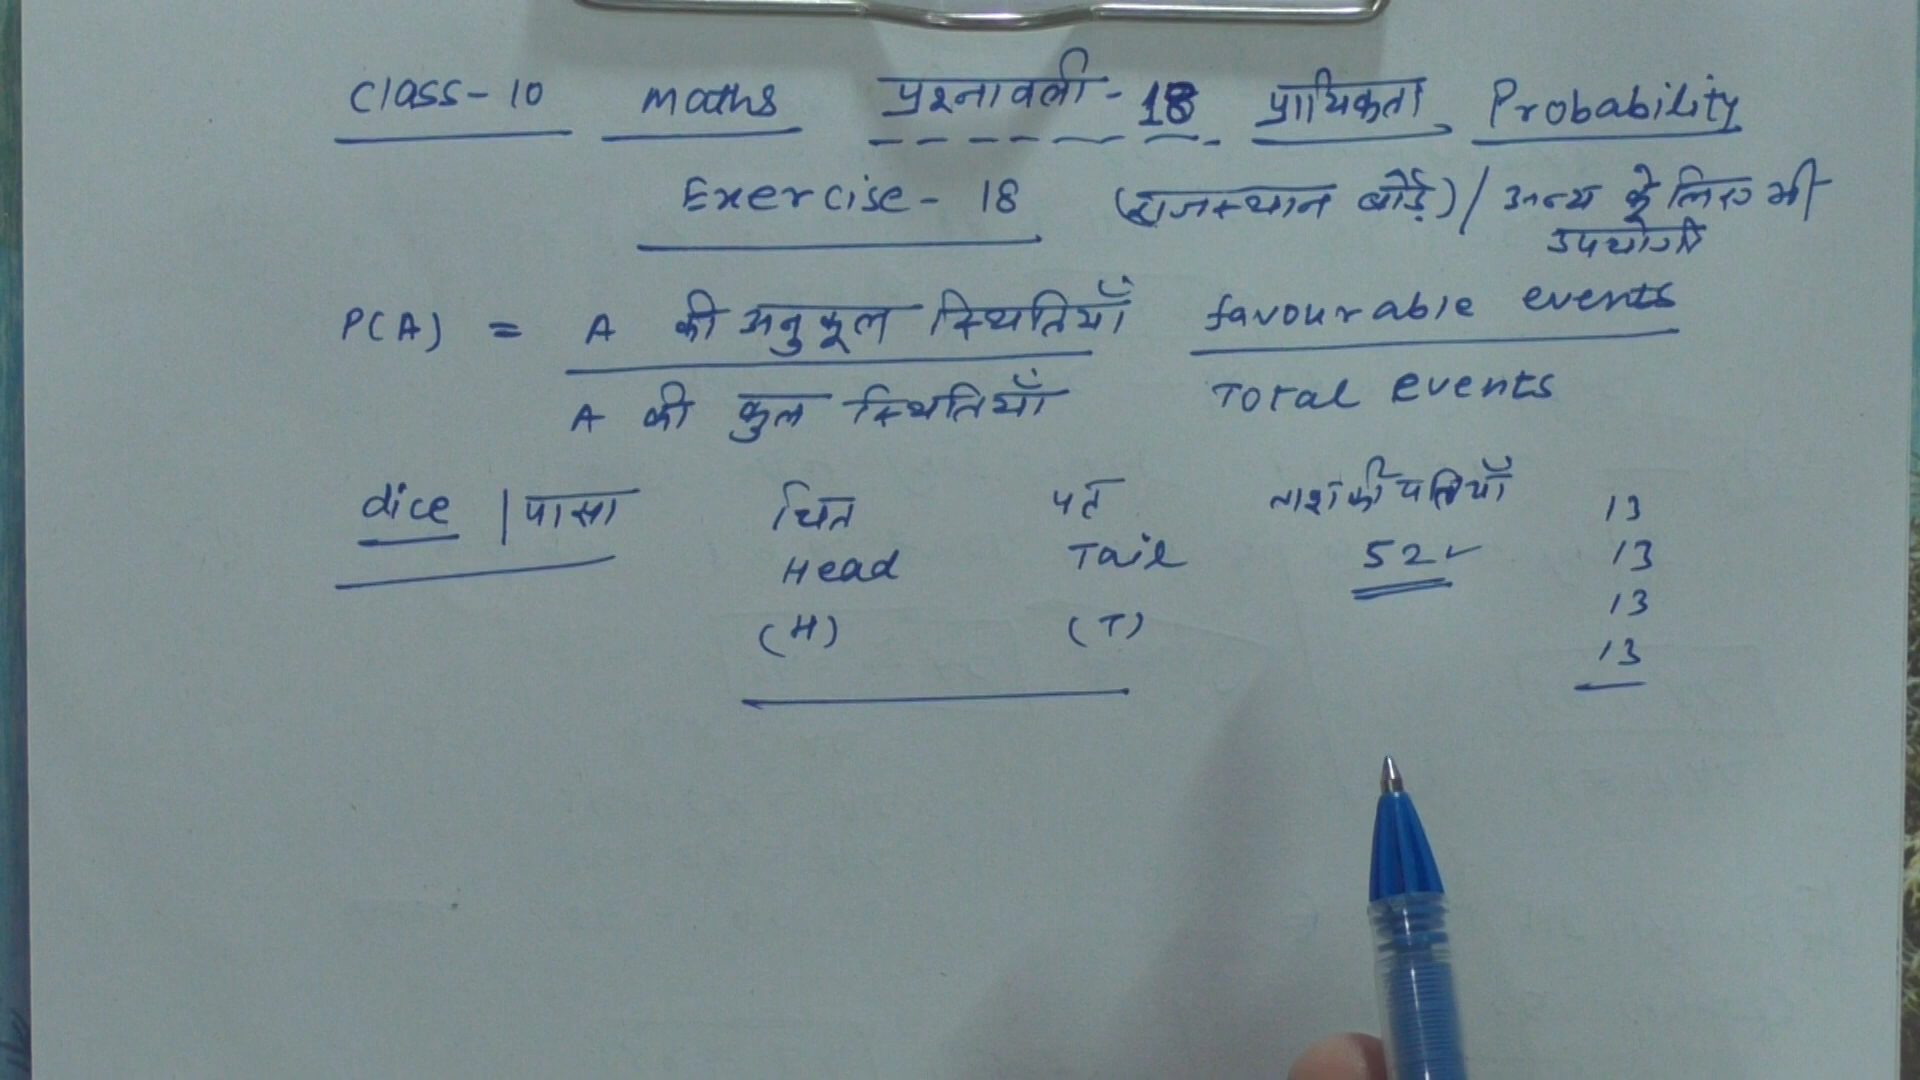 Class-10 Maths प्रश्नावली - 18 प्रायिकता, Probability
Exercise - 18 (राजस्थान बोर्ड) / अन्य के लिए भी
उपयोगी
P(A) = A की अनुकूल स्थितियाँ favourable events
A की कुल स्थितियाँ Total events
dice | पासा चित पट ताश की पत्तियाँ 13
Head Tail 52 ✓ 13
(H) (T) 13
13